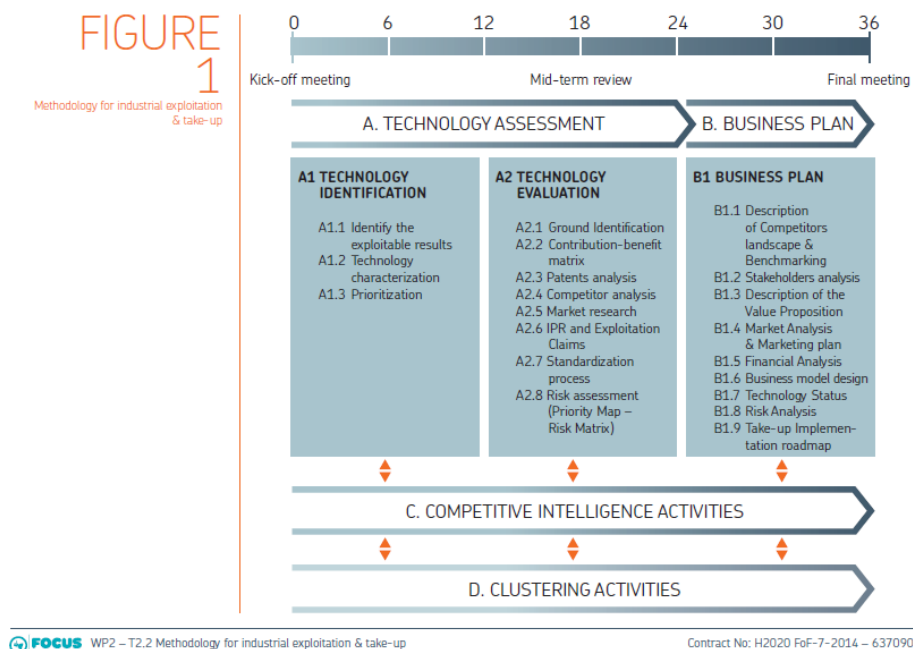 FIGURE
1
Methodology for industrial exploitation
& take-up
0 6 12 18 24 30 36
Kick-off meeting Mid-term review Final meeting
A. TECHNOLOGY ASSESSMENT
B. BUSINESS PLAN
A1 TECHNOLOGY
IDENTIFICATION
A1.1 Identify the
exploitable results
A1.2 Technology
characterization
A1.3 Prioritization
A2 TECHNOLOGY
EVALUATION
A2.1 Ground Identification
A2.2 Contribution-benefit
matrix
A2.3 Patents analysis
A2.4 Competitor analysis
A2.5 Market research
A2.6 IPR and Exploitation
Claims
A2.7 Standardization
process
A2.8 Risk assessment
(Priority Map –
Risk Matrix)
B1 BUSINESS PLAN
B1.1 Description
of Competitors
landscape &
Benchmarking
B1.2 Stakeholders analysis
B1.3 Description of the
Value Proposition
B1.4 Market Analysis
& Marketing plan
B1.5 Financial Analysis
B1.6 Business model design
B1.7 Technology Status
B1.8 Risk Analysis
B1.9 Take-up Implemen-
tation roadmap
C. COMPETITIVE INTELLIGENCE ACTIVITIES
D. CLUSTERING ACTIVITIES
FOCUS WP2 – T2.2 Methodology for industrial exploitation & take-up
Contract No: H2020 FoF-7-2014 – 637090